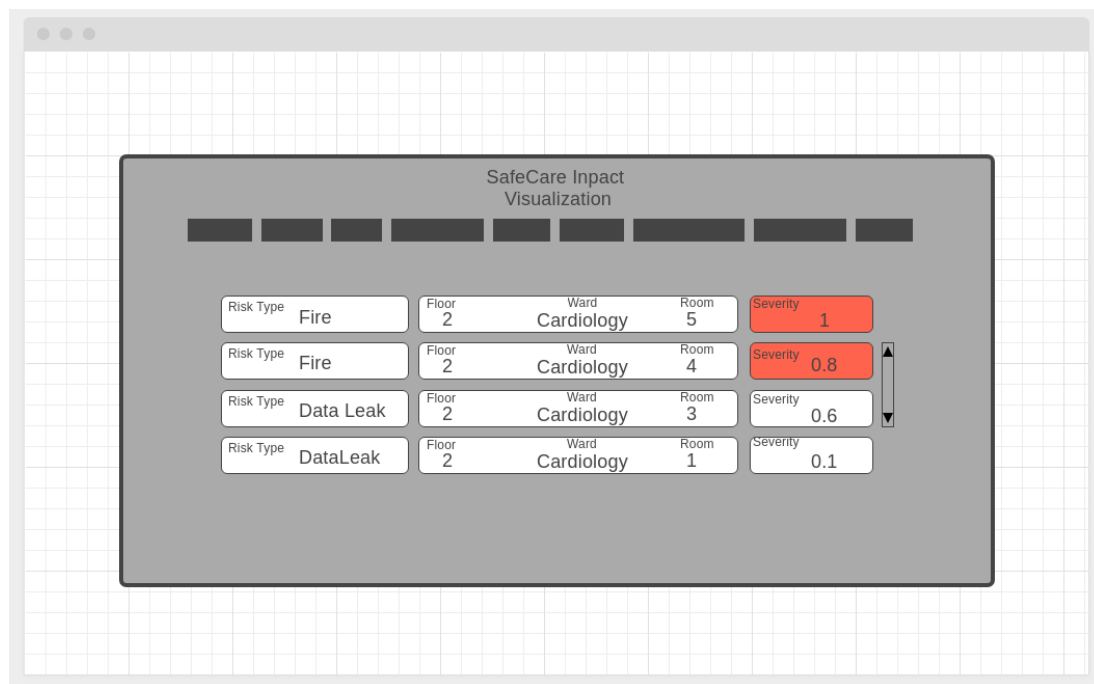 SafeCare Inpact
Visualization
Risk Type Fire Floor 2 Ward Cardiology Room 5 Severity 1
Risk Type Fire Floor 2 Ward Cardiology Room 4 Severity 0.8
Risk Type Data Leak Floor 2 Ward Cardiology Room 3 Severity 0.6
Risk Type DataLeak Floor 2 Ward Cardiology Room 1 Severity 0.1